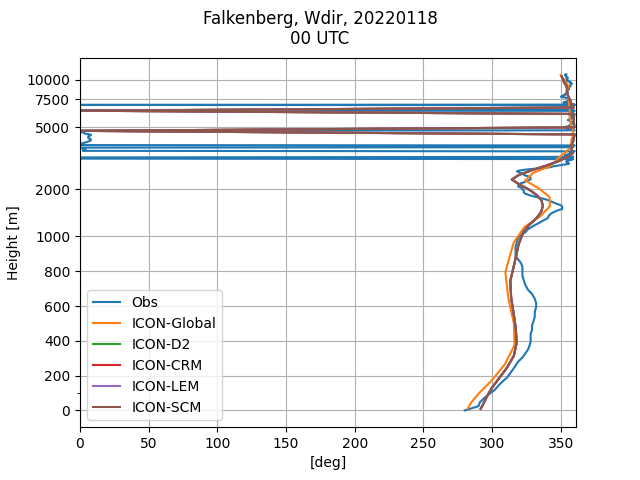 Falkenberg, Wdir, 20220118
00 UTC
Height [m]
10000
7500
5000
2000
1000
800
600
400
200
0
Obs
ICON-Global
ICON-D2
ICON-CRM
ICON-LEM
ICON-SCM
0 50 100 150 200 250 300 350
[deg]